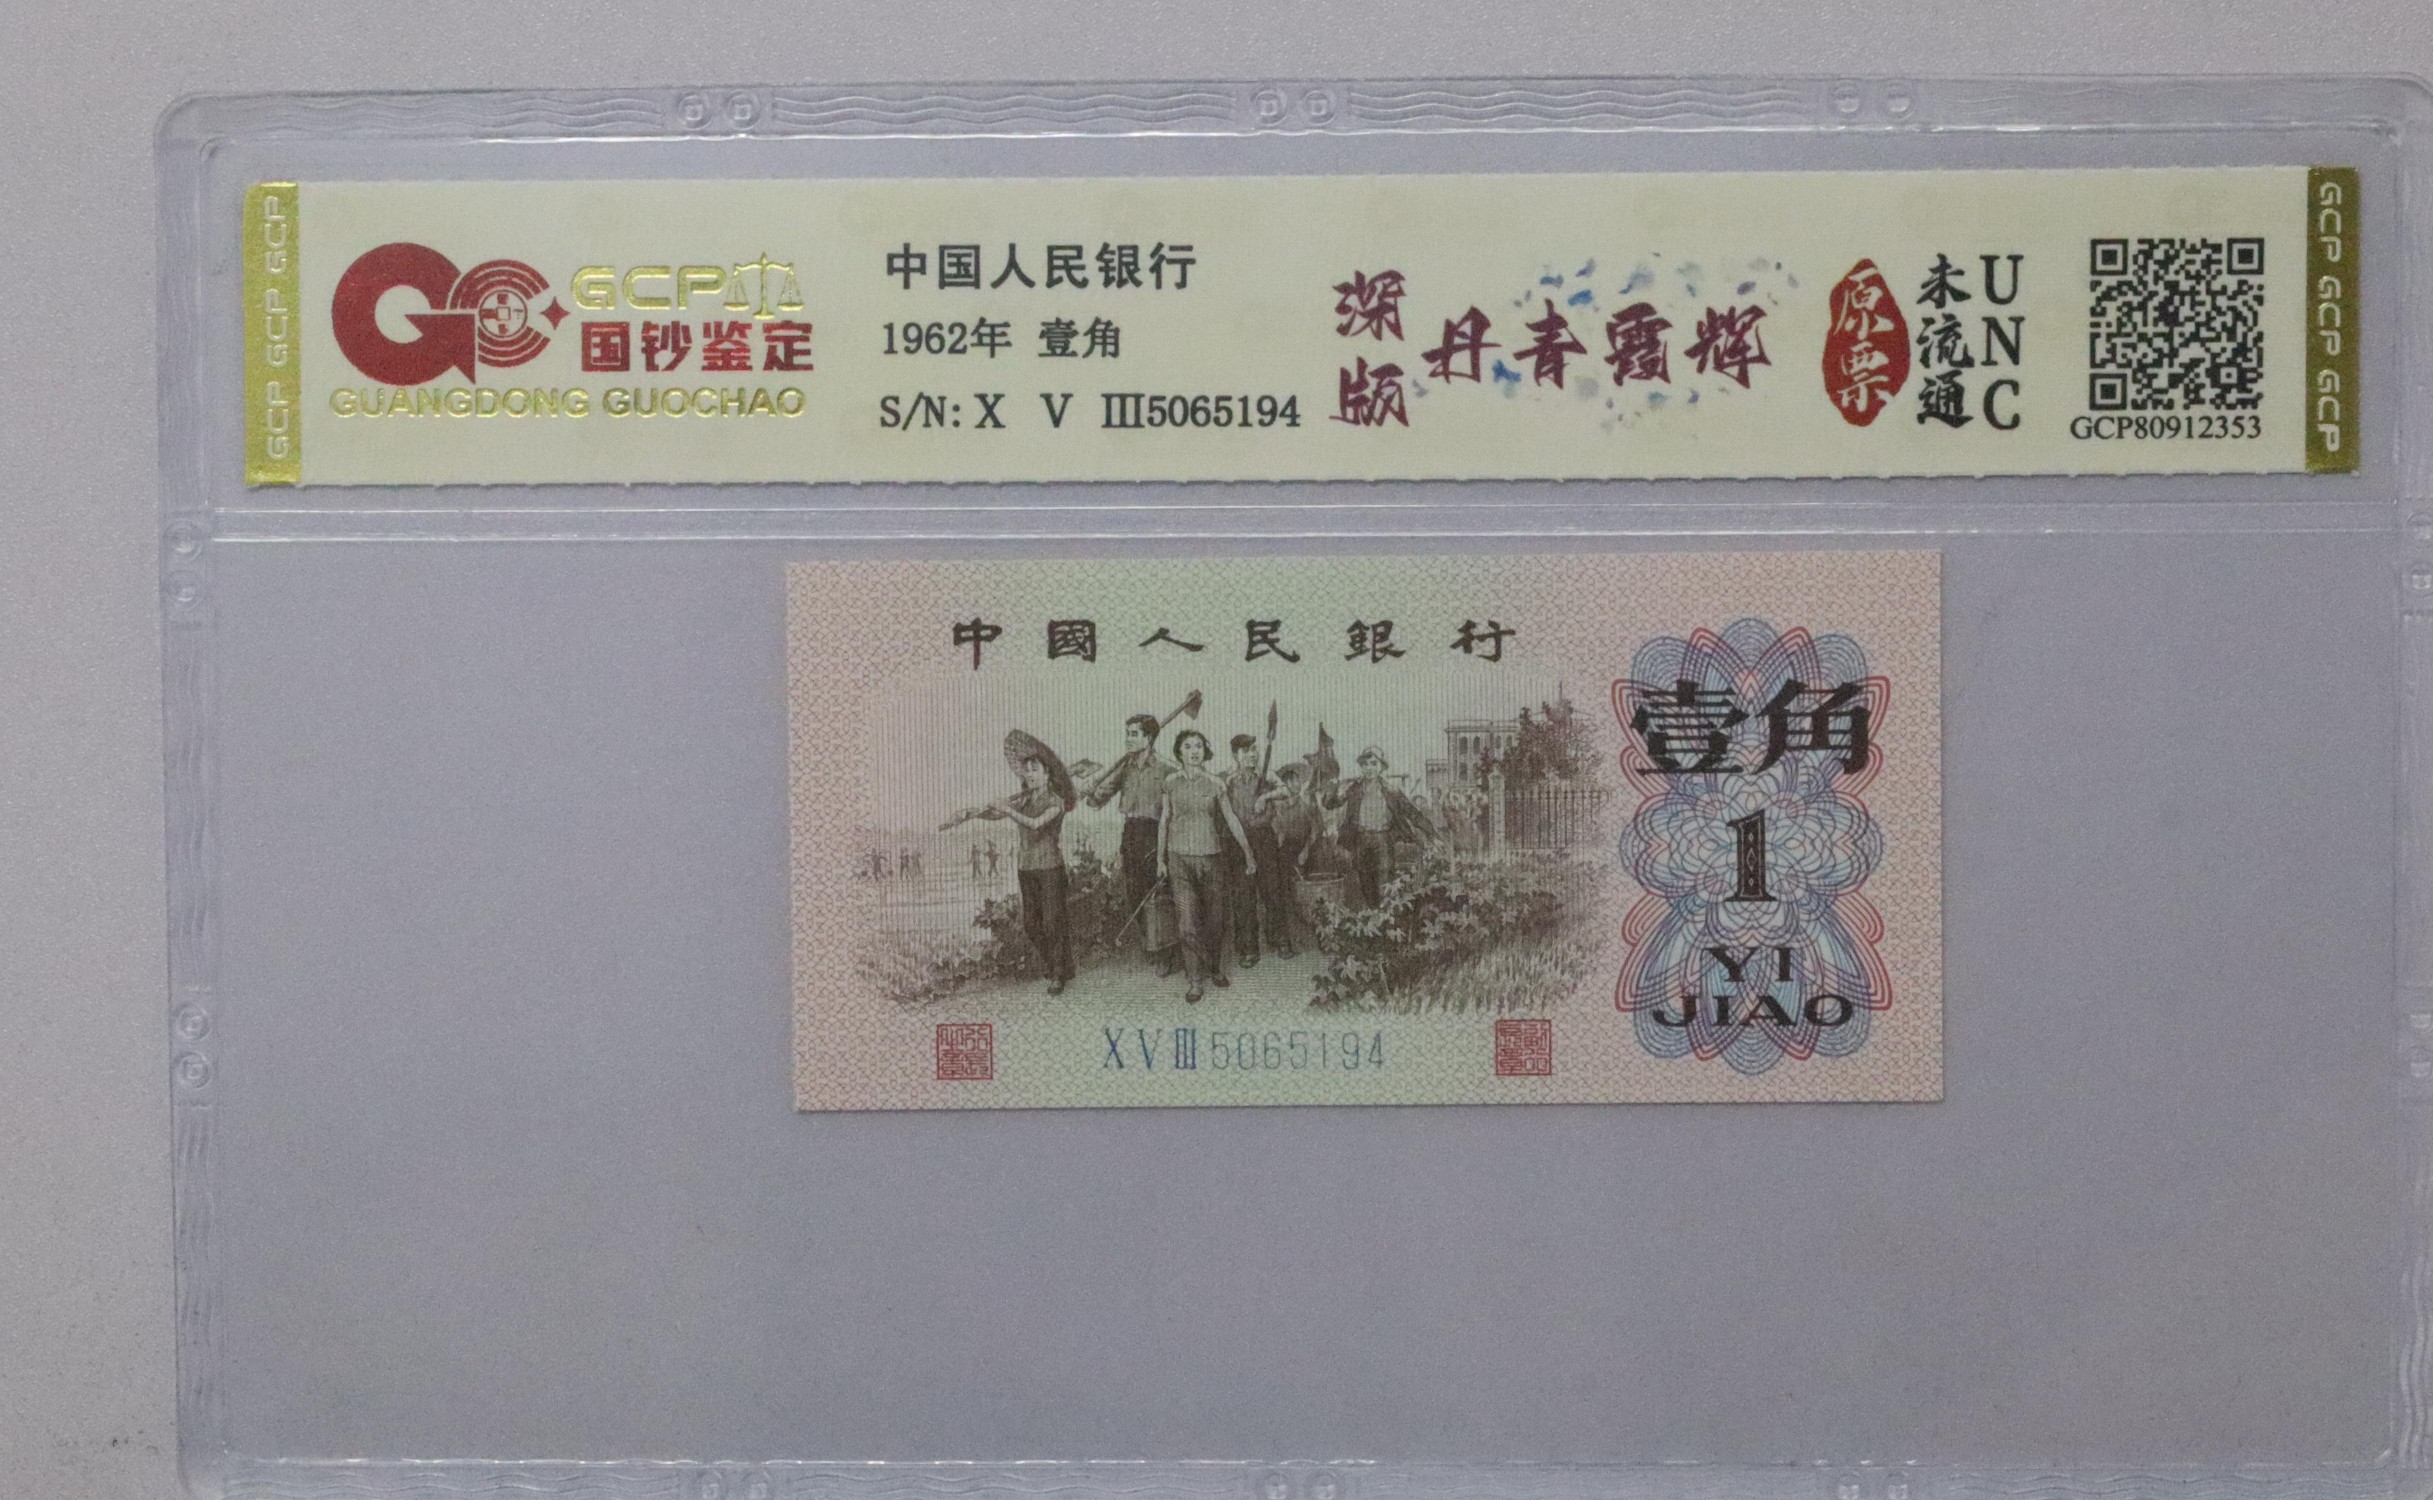 GCP GCP GCP
GCP
国钞鉴定
GUANGDONG GUOCHAO
中国人民银行
1962年 壹角
S/N: X V III5065194
深版
丹青霞辉
原票
未流通
UNC
GCP80912353
GCP GCP GCP
中國人民銀行
壹角
1
YI
JIAO
X V III 5065194